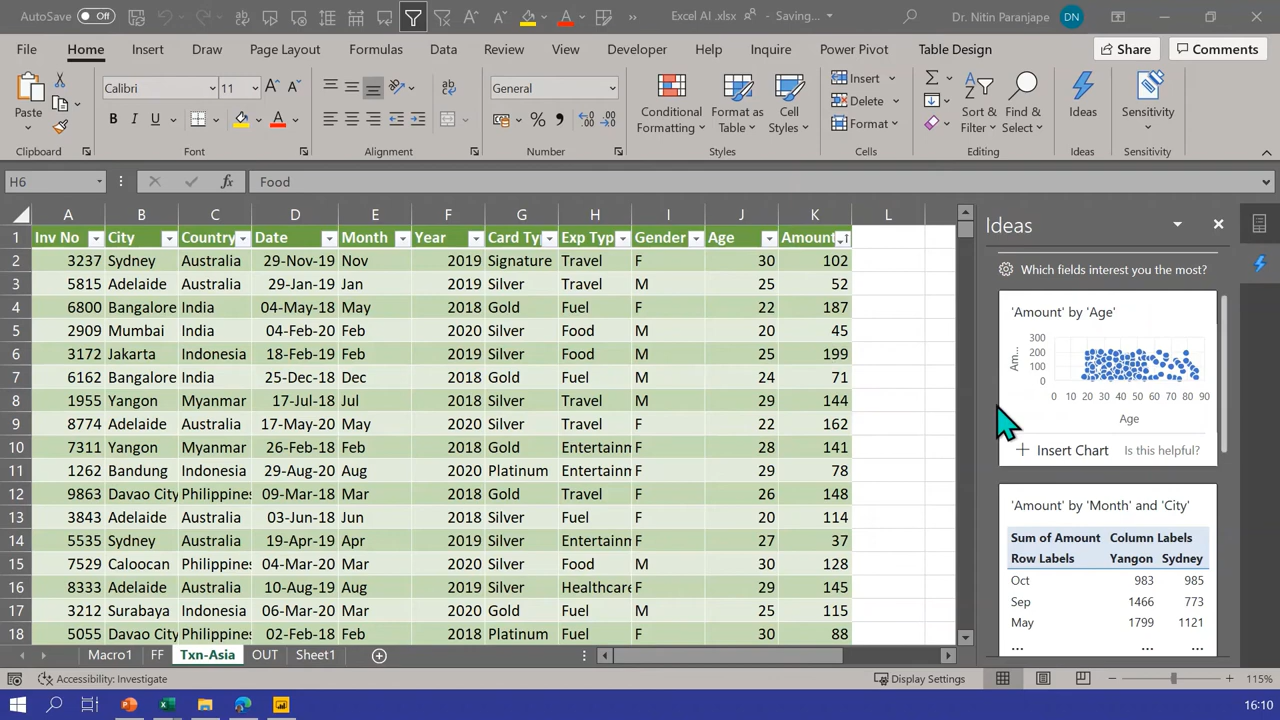 AutoSave Off Excel AI .xlsx - Saving... Dr. Nitin Paranjape DN
File Home Insert Draw Page Layout Formulas Data Review View Developer Help Inquire Power Pivot Table Design Share Comments
Calibri 11 General
Paste Conditional Formatting Format as Table Cell Styles Insert Delete Format Sort & Filter Find & Select Ideas Sensitivity
Clipboard Font Alignment Number Styles Cells Editing Ideas Sensitivity
H6 fx Food
A B C D E F G H I J K L
1 Inv No City Country Date Month Year Card Ty Exp Typ Gender Age Amount
2 3237 Sydney Australia 29-Nov-19 Nov 2019 Signature Travel F 30 102
3 5815 Adelaide Australia 29-Jan-19 Jan 2019 Silver Travel M 25 52
4 6800 Bangalore India 04-May-18 May 2018 Gold Fuel F 22 187
5 2909 Mumbai India 04-Feb-20 Feb 2020 Silver Food M 20 45
6 3172 Jakarta Indonesia 18-Feb-19 Feb 2019 Silver Food M 25 199
7 6162 Bangalore India 25-Dec-18 Dec 2018 Gold Fuel M 24 71
8 1955 Yangon Myanmar 17-Jul-18 Jul 2018 Silver Fuel M 29 144
9 8774 Adelaide Australia 17-May-20 May 2020 Silver Fuel F 22 162
10 7311 Yangon Myanmar 26-Feb-18 Feb 2018 Gold Entertainm F 28 141
11 1262 Bandung Indonesia 29-Aug-20 Aug 2020 Platinum Entertainm F 29 78
12 9863 Davao City Philippines 09-Mar-18 Mar 2018 Gold Travel F 26 148
13 3843 Adelaide Australia 03-Jun-18 Jun 2018 Silver Fuel F 20 114
14 5535 Sydney Australia 19-Apr-19 Apr 2019 Silver Entertainm F 27 37
15 7529 Caloocan Philippines 04-Mar-20 Mar 2020 Silver Food M 30 128
16 8333 Adelaide Australia 10-Aug-19 Aug 2019 Silver Healthcare F 29 145
17 3212 Surabaya Indonesia 06-Mar-20 Mar 2020 Gold Fuel M 25 115
18 5055 Davao City Philippines 02-Feb-18 Feb 2018 Platinum Fuel F 30 88
Macro1 FF Txn-Asia OUT Sheet1
Ideas
Which fields interest you the most?
'Amount' by 'Age'
300
200
100
0
Am...
0 10 20 30 40 50 60 70 80 90
Age
Insert Chart Is this helpful?
'Amount' by 'Month' and 'City'
Sum of Amount Column Labels
Row Labels Yangon Sydney
Oct 983 985
Sep 1466 773
May 1799 1121
... ... ...
Accessibility: Investigate Display Settings 115%
16:10